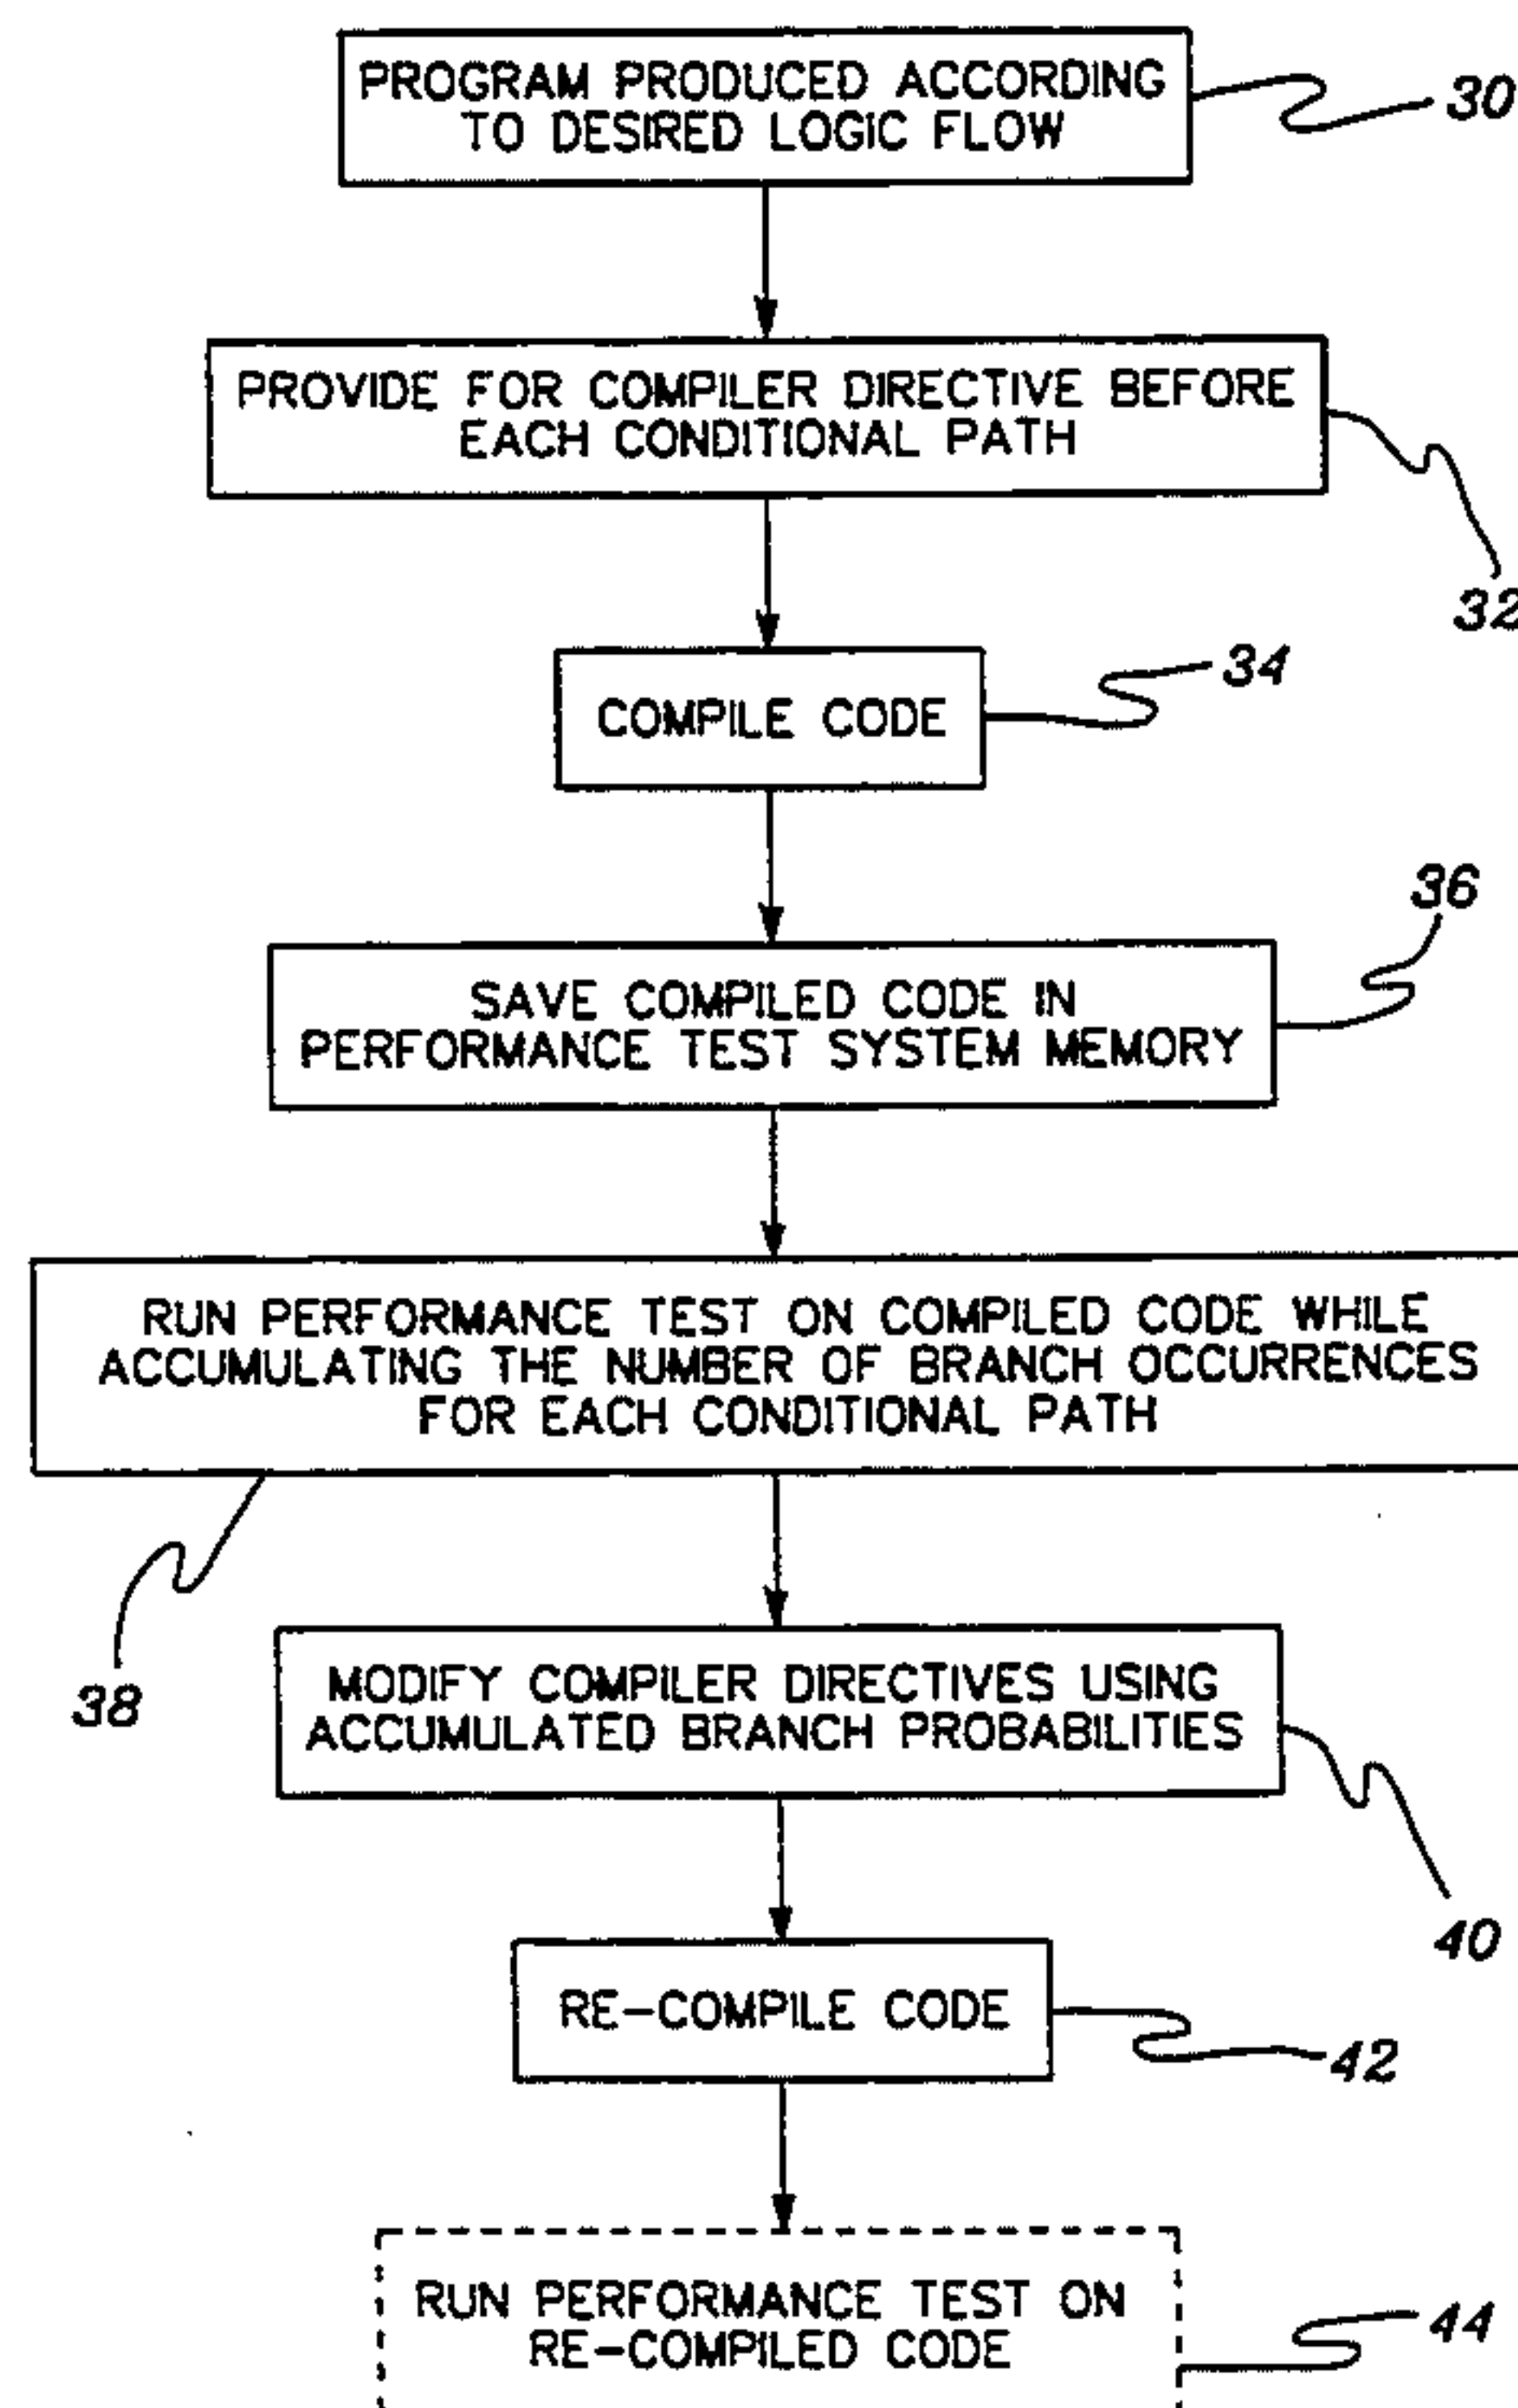 PROGRAM PRODUCED ACCORDING
TO DESIRED LOGIC FLOW
30
PROVIDE FOR COMPILER DIRECTIVE BEFORE
EACH CONDITIONAL PATH
32
COMPILE CODE
34
SAVE COMPILED CODE IN
PERFORMANCE TEST SYSTEM MEMORY
36
RUN PERFORMANCE TEST ON COMPILED CODE WHILE
ACCUMULATING THE NUMBER OF BRANCH OCCURRENCES
FOR EACH CONDITIONAL PATH
38
MODIFY COMPILER DIRECTIVES USING
ACCUMULATED BRANCH PROBABILITIES
40
RE-COMPILE CODE
42
RUN PERFORMANCE TEST ON
RE-COMPILED CODE
44